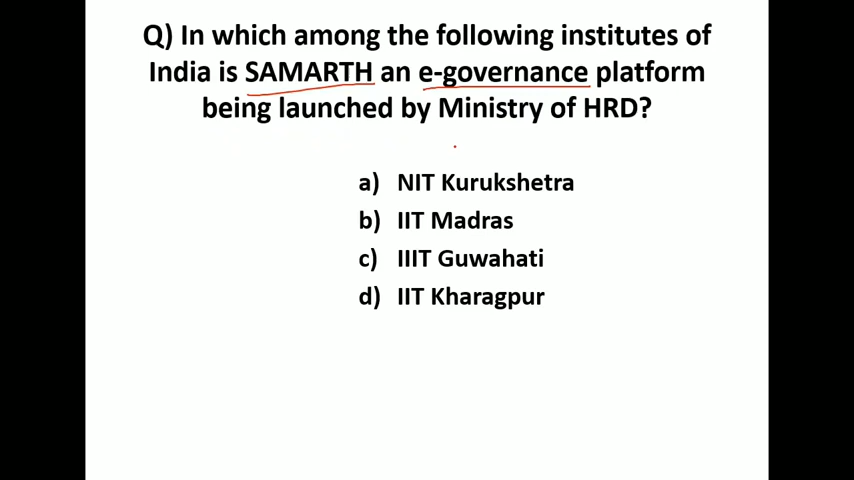 Q) In which among the following institutes of
India is SAMARTH an e-governance platform
being launched by Ministry of HRD?
a) NIT Kurukshetra
b) IIT Madras
c) IIIT Guwahati
d) IIT Kharagpur